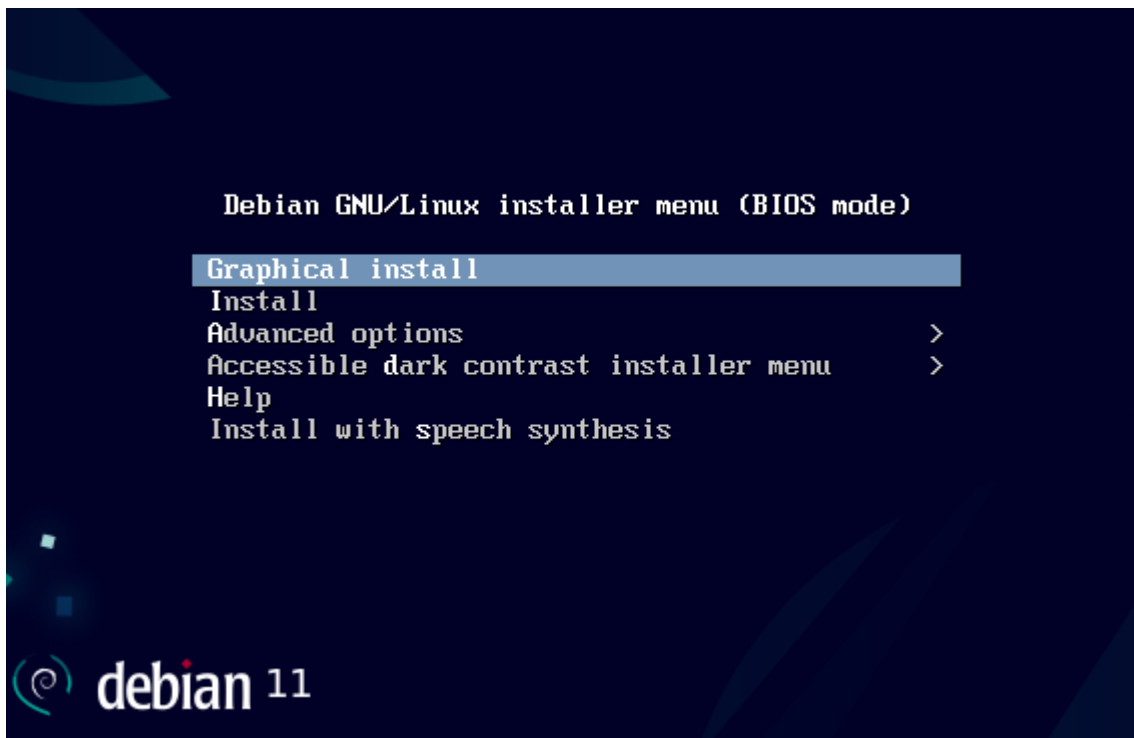 Debian GNU/Linux installer menu (BIOS mode)
Graphical install
Install
Advanced options >
Accessible dark contrast installer menu >
Help
Install with speech synthesis
debian 11